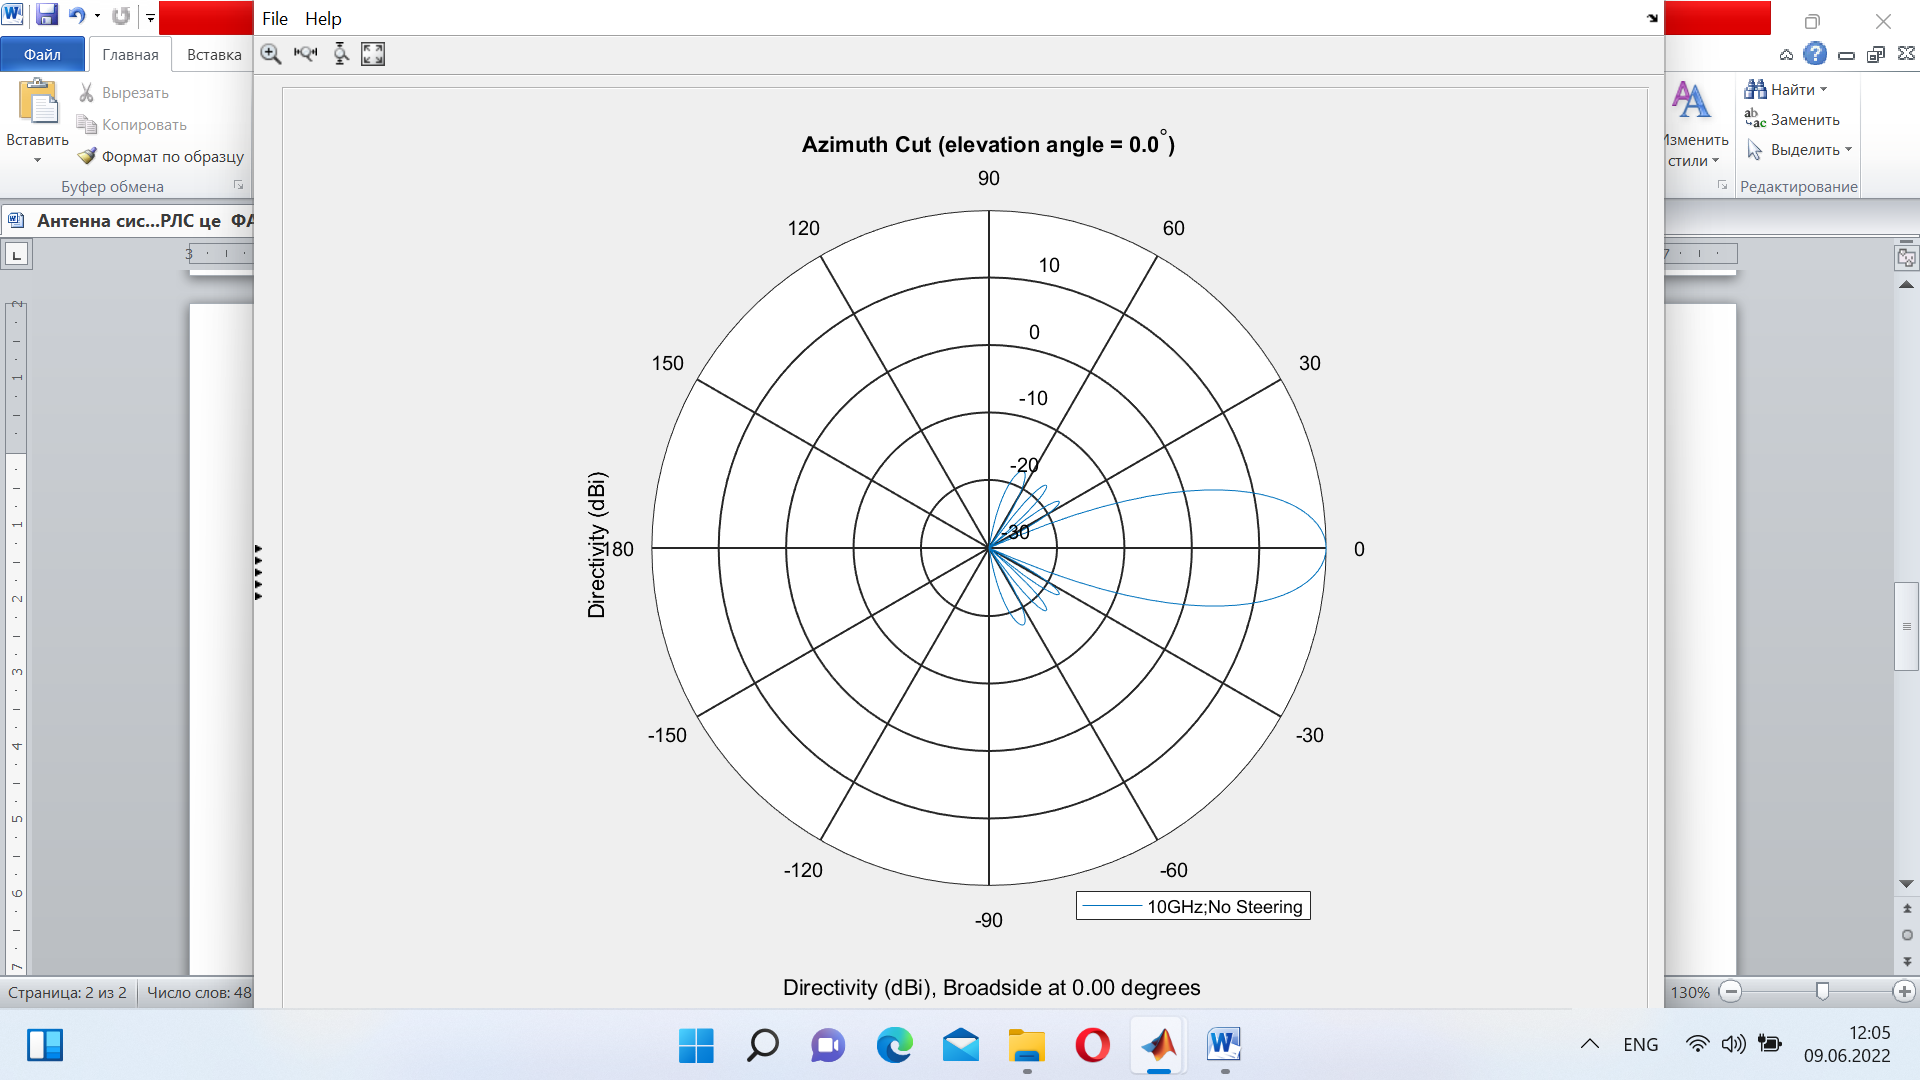 File Help
Файл Главная Вставка
Вырезать
Копировать
Вставить
Формат по образцу
Буфер обмена
Найти
Заменить
Изменить
стили
Выделить
Редактирование
Антенна сис...РЛС це ФА
Azimuth Cut (elevation angle = 0.0°)
90
120
60
10
0
150
30
-10
-20
-30
Directivity (dBi)
180
0
-150
-30
-120
-60
10GHz;No Steering
-90
Directivity (dBi), Broadside at 0.00 degrees
Страница: 2 из 2 Число слов: 48
130%
ENG
12:05
09.06.2022